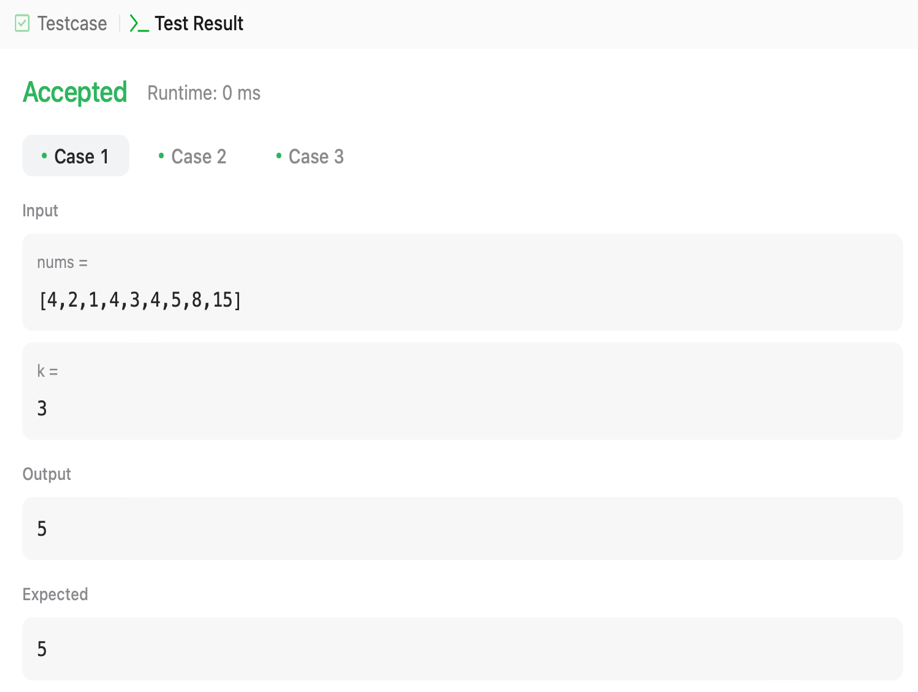 Testcase
Test Result
Accepted Runtime: 0 ms
Case 1 Case 2 Case 3
Input
nums =
[4,2,1,4,3,4,5,8,15]
k =
3
Output
5
Expected
5